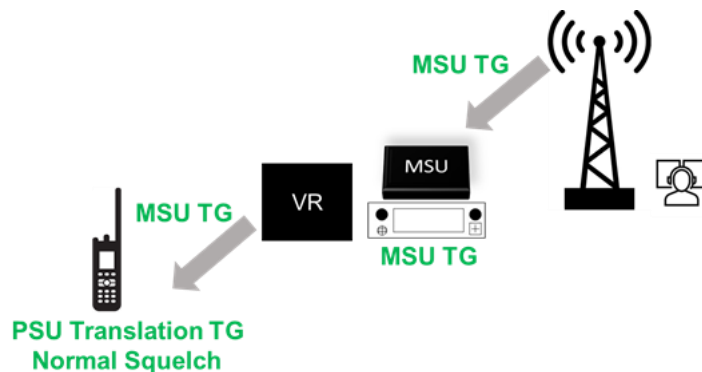 MSU TG
MSU
VR
MSU TG
MSU TG
PSU Translation TG
Normal Squelch